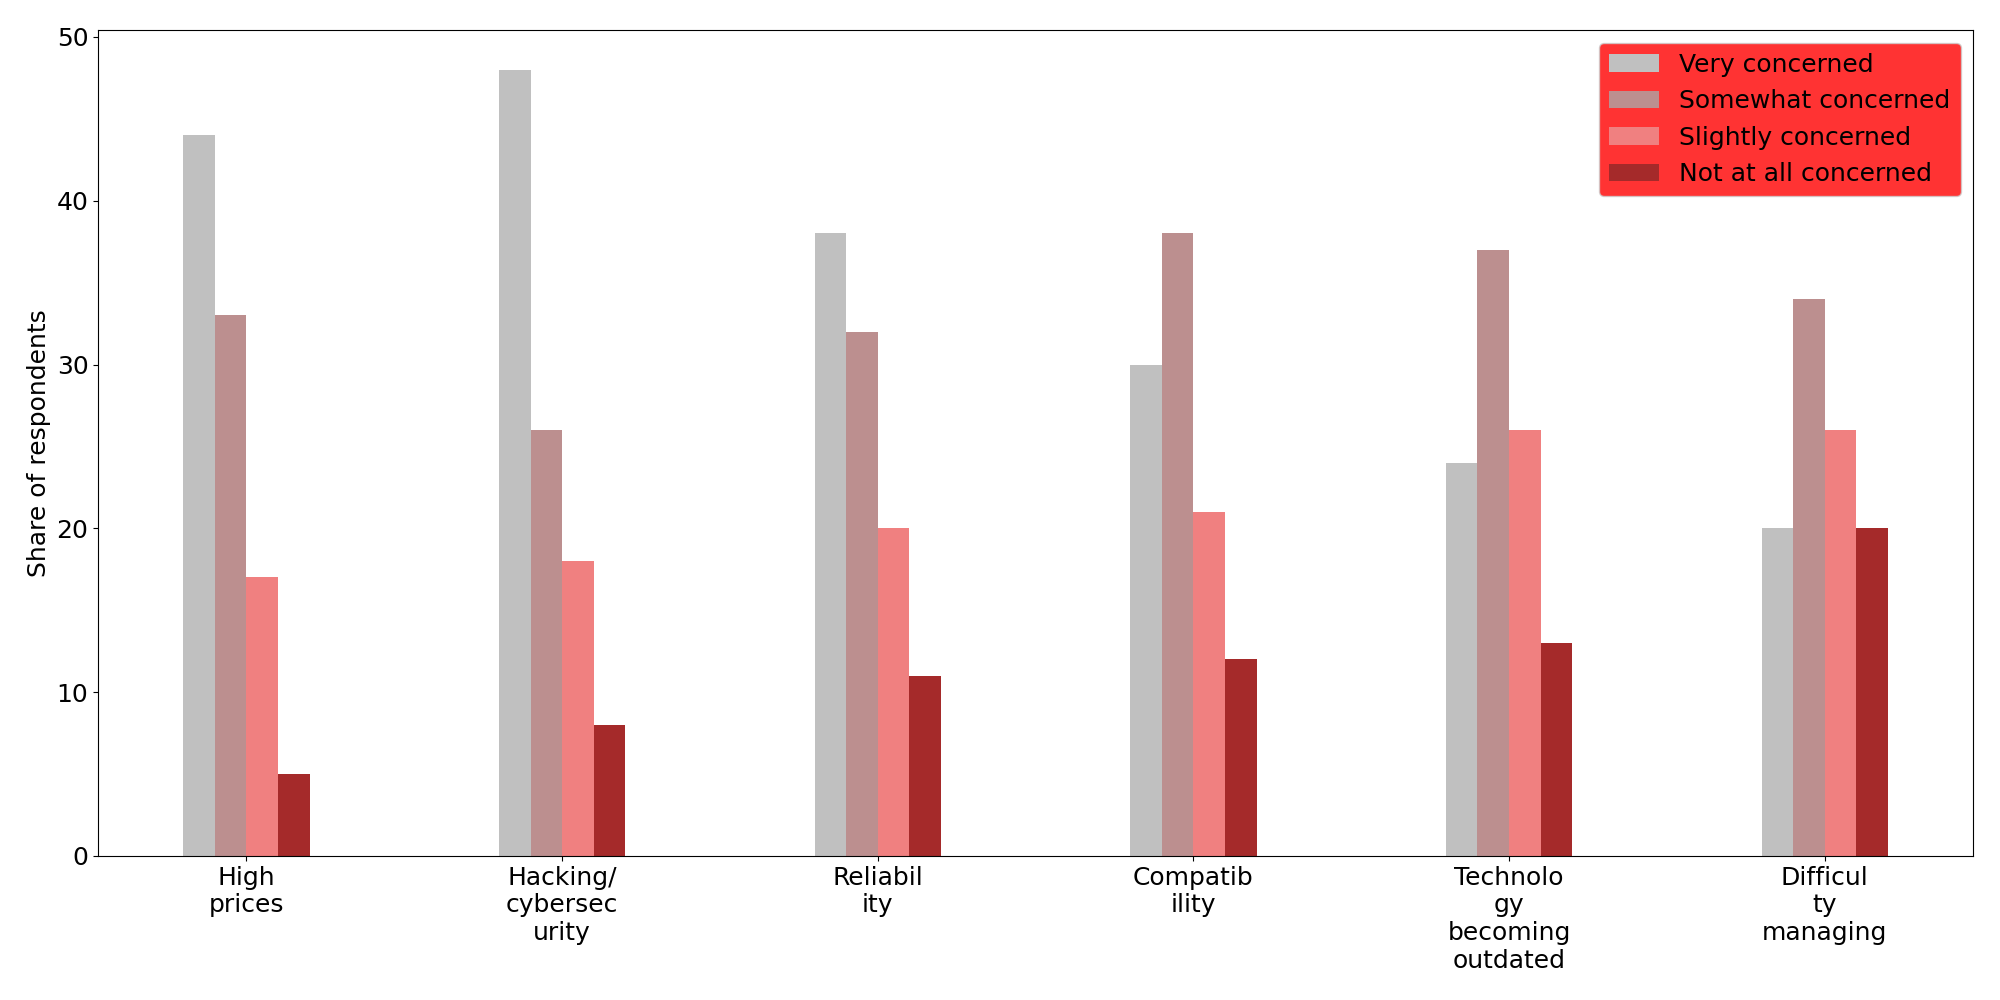 Share of respondents
50
40
30
20
10
0
Very concerned
Somewhat concerned
Slightly concerned
Not at all concerned
High
prices
Hacking/
cybersec
urity
Reliabil
ity
Compatib
ility
Technolo
gy
becoming
outdated
Difficul
ty
managing